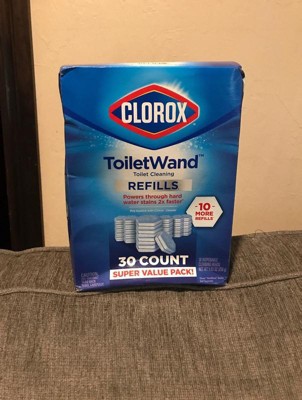 CLOROX
ToiletWand™
Toilet Cleaning
REFILLS
Powers through hard
water stains 2x faster
10
MORE
REFILLS
30 COUNT
SUPER VALUE PACK!